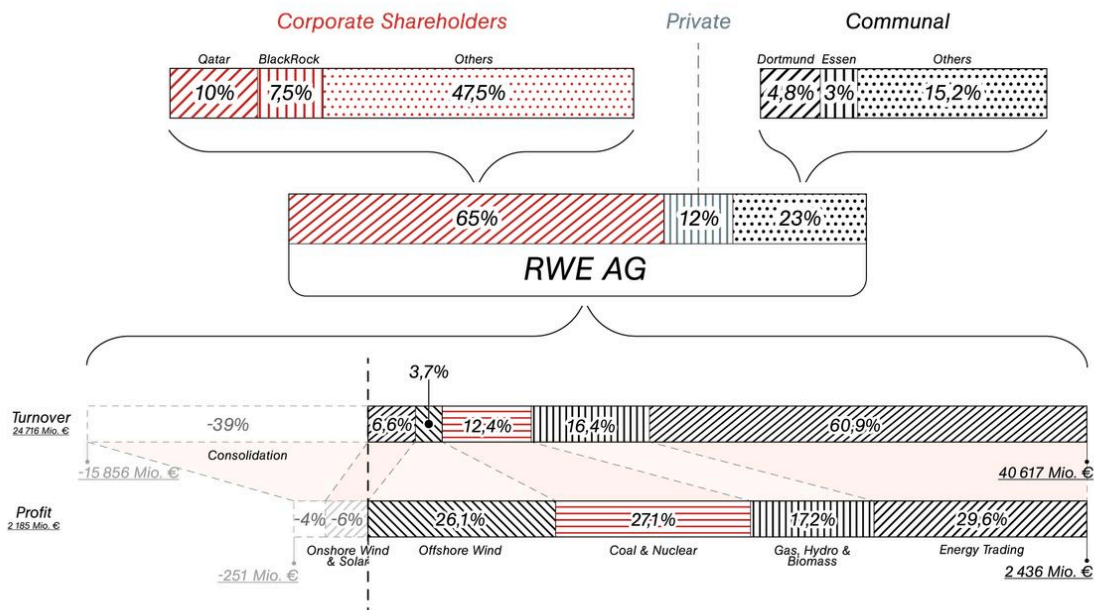 Corporate Shareholders Private Communal
Qatar BlackRock Others Dortmund Essen Others
10% 7,5% 47,5% 4,8% 3% 15,2%
65% 12% 23%
RWE AG
3,7%
Turnover
24 716 Mio. €
-39% 6,6% 12,4% 16,4% 60,9%
Consolidation
-15 856 Mio. € 40 617 Mio. €
Profit
2 185 Mio. €
-4% -6% 26,1% 27,1% 17,2% 29,6%
Onshore Wind & Solar Offshore Wind Coal & Nuclear Gas, Hydro & Biomass Energy Trading
-251 Mio. € 2 436 Mio. €